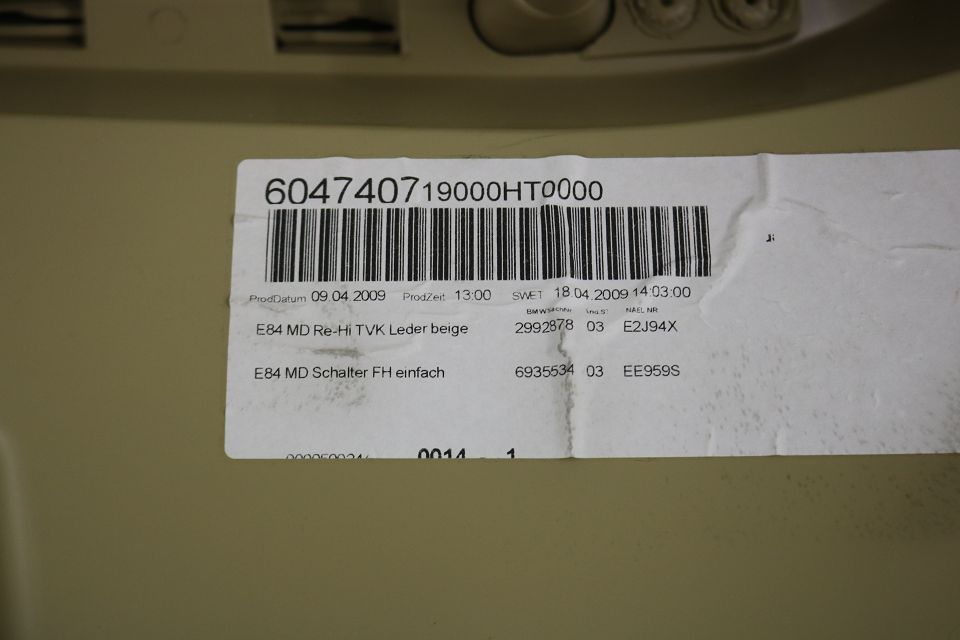 604740719000HT0000
ProdDatum 09.04.2009 ProdZeit 13:00 SWET 18.04.2009 14:03:00
BMW Sachnr. Änd.St NAEL NR
E84 MD Re-Hi TVK Leder beige 2992878 03 E2J94X
E84 MD Schalter FH einfach 6935534 03 EE959S
0014 - 1